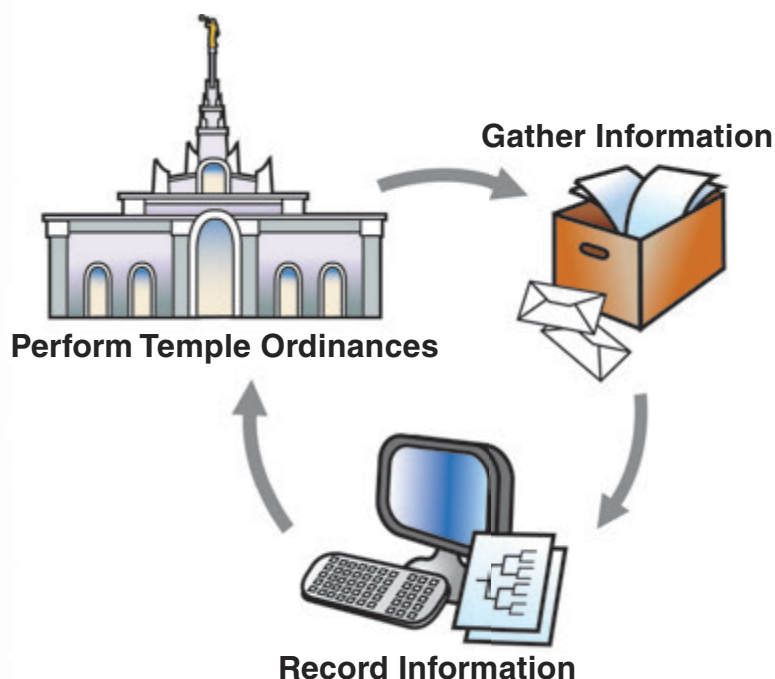 Gather Information
Perform Temple Ordinances
Record Information